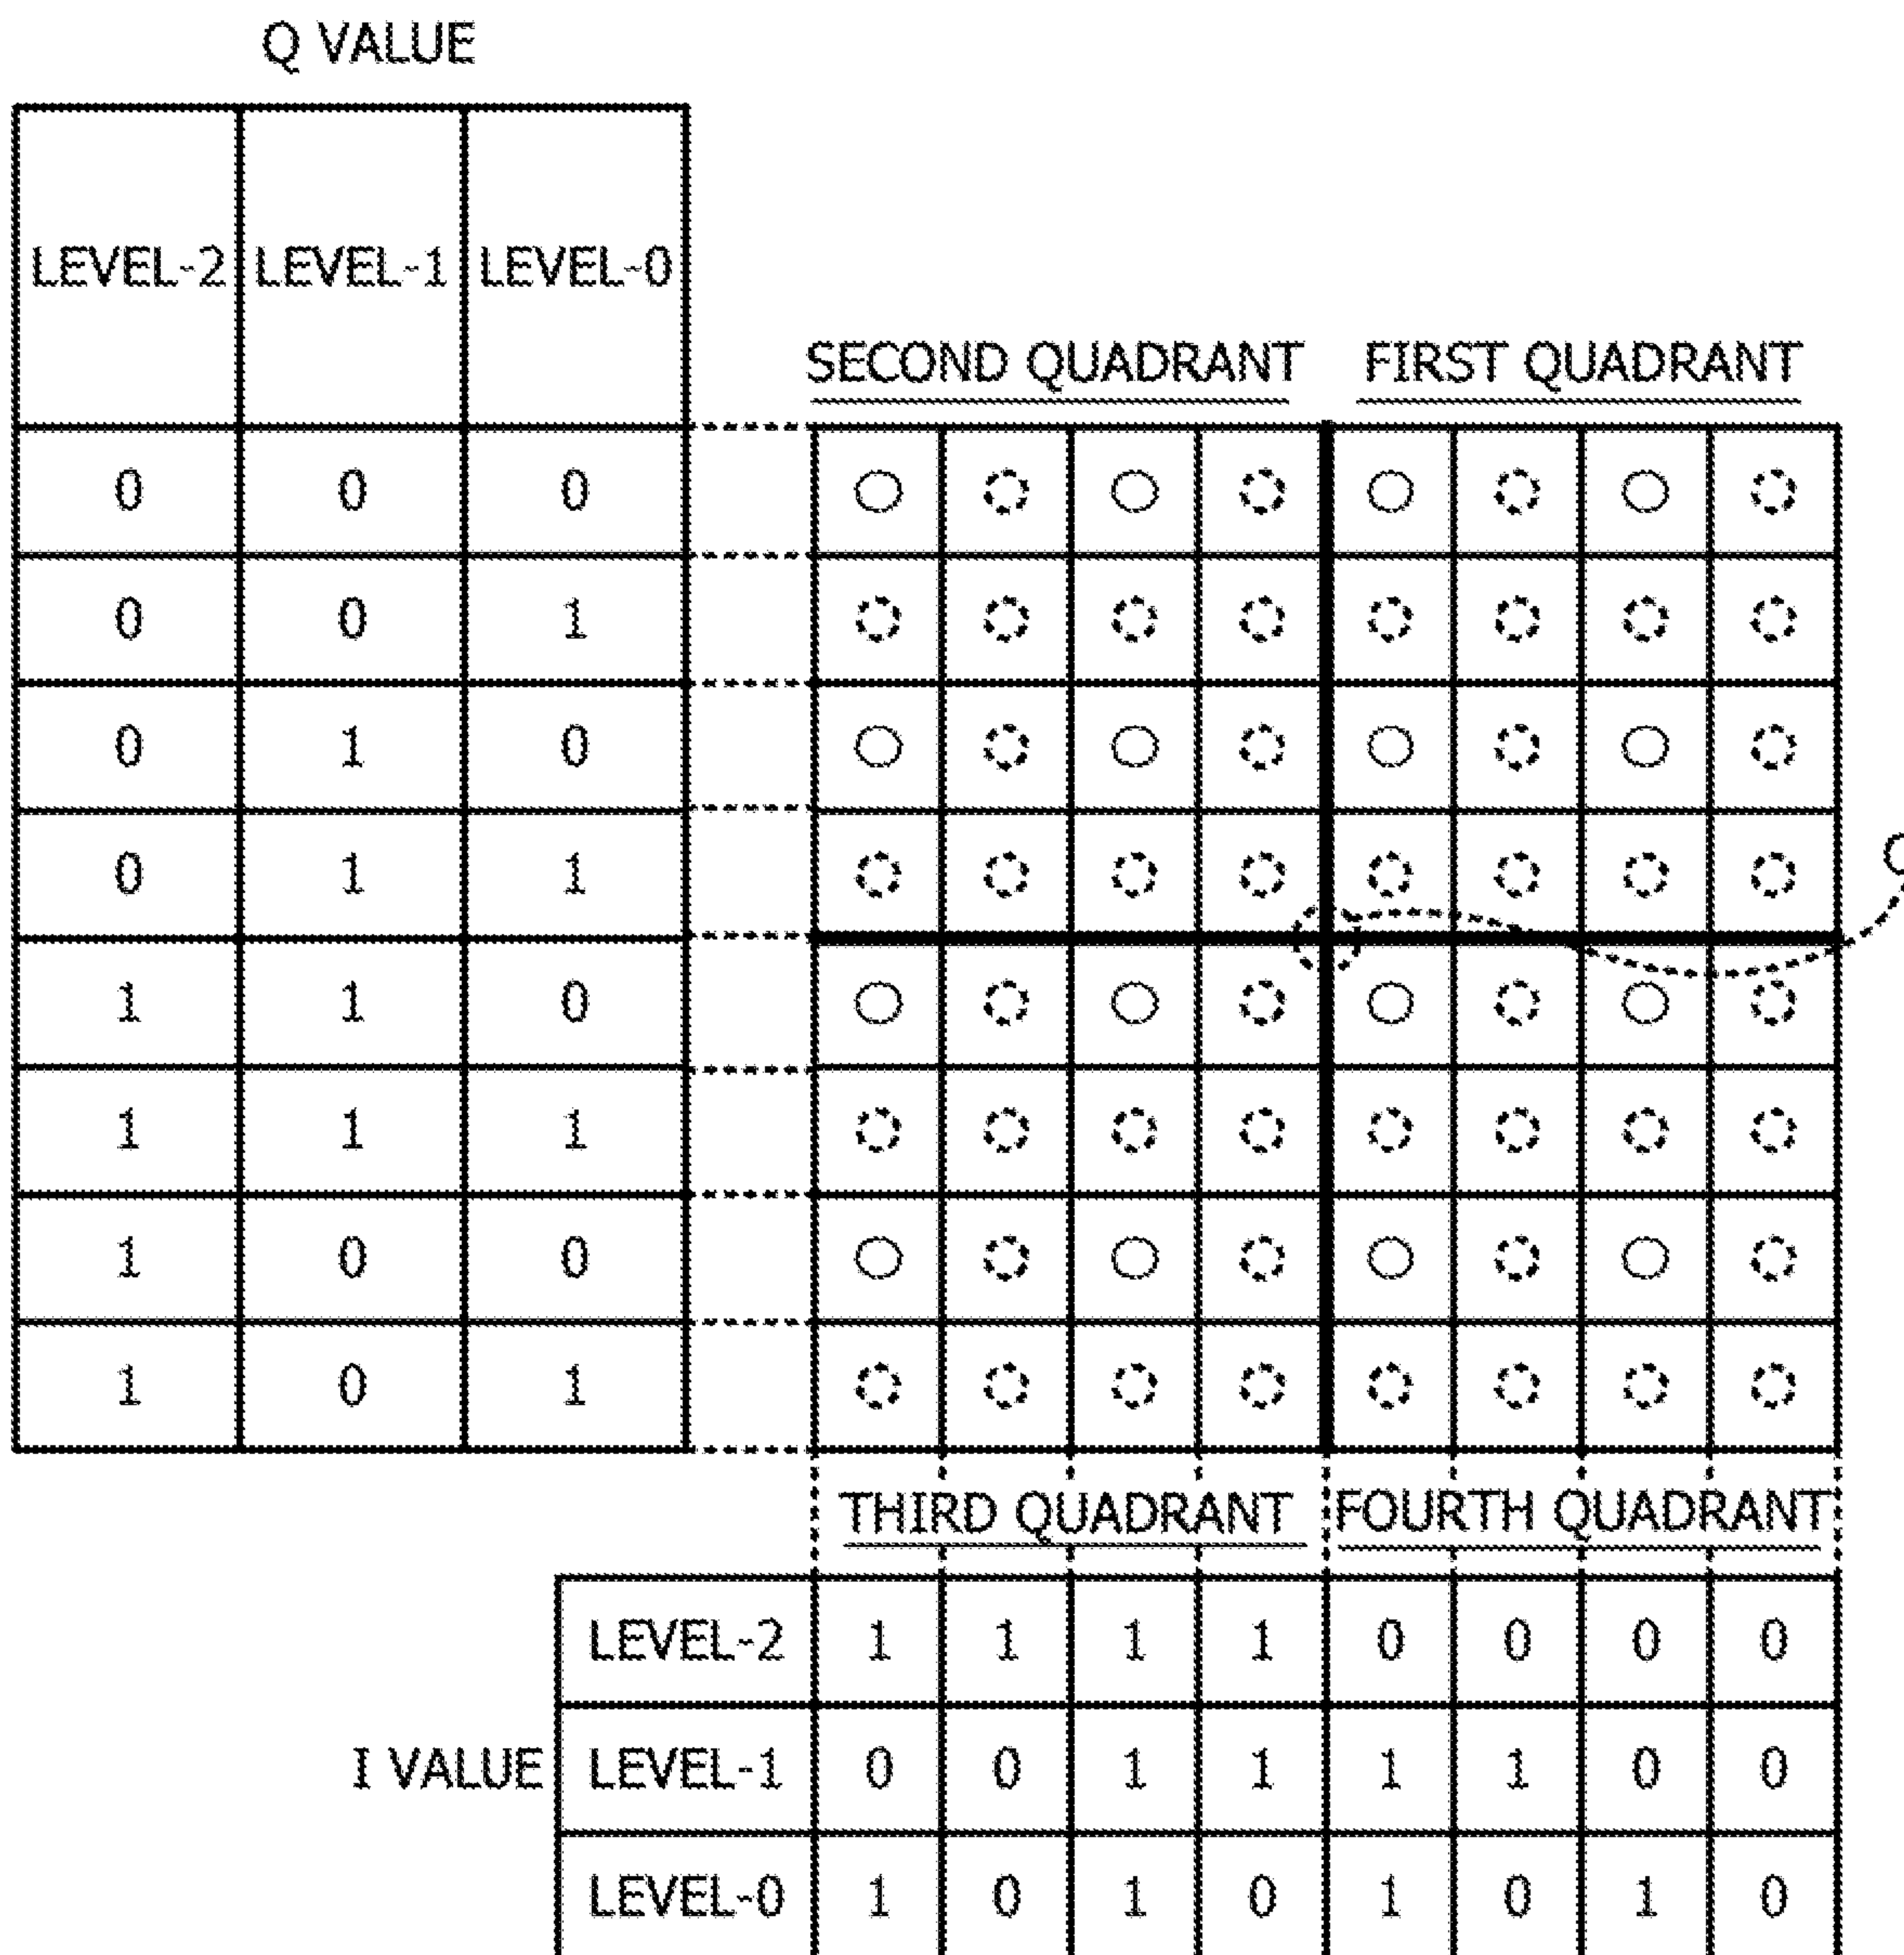 Q VALUE
LEVEL-2 LEVEL-1 LEVEL-0
SECOND QUADRANT FIRST QUADRANT
0 0 0
0 0 1
0 1 0
0 1 1
1 1 0
1 1 1
1 0 0
1 0 1
THIRD QUADRANT FOURTH QUADRANT
I VALUE
LEVEL-2 1 1 1 1 0 0 0 0
LEVEL-1 0 0 1 1 1 1 0 0
LEVEL-0 1 0 1 0 1 0 1 0